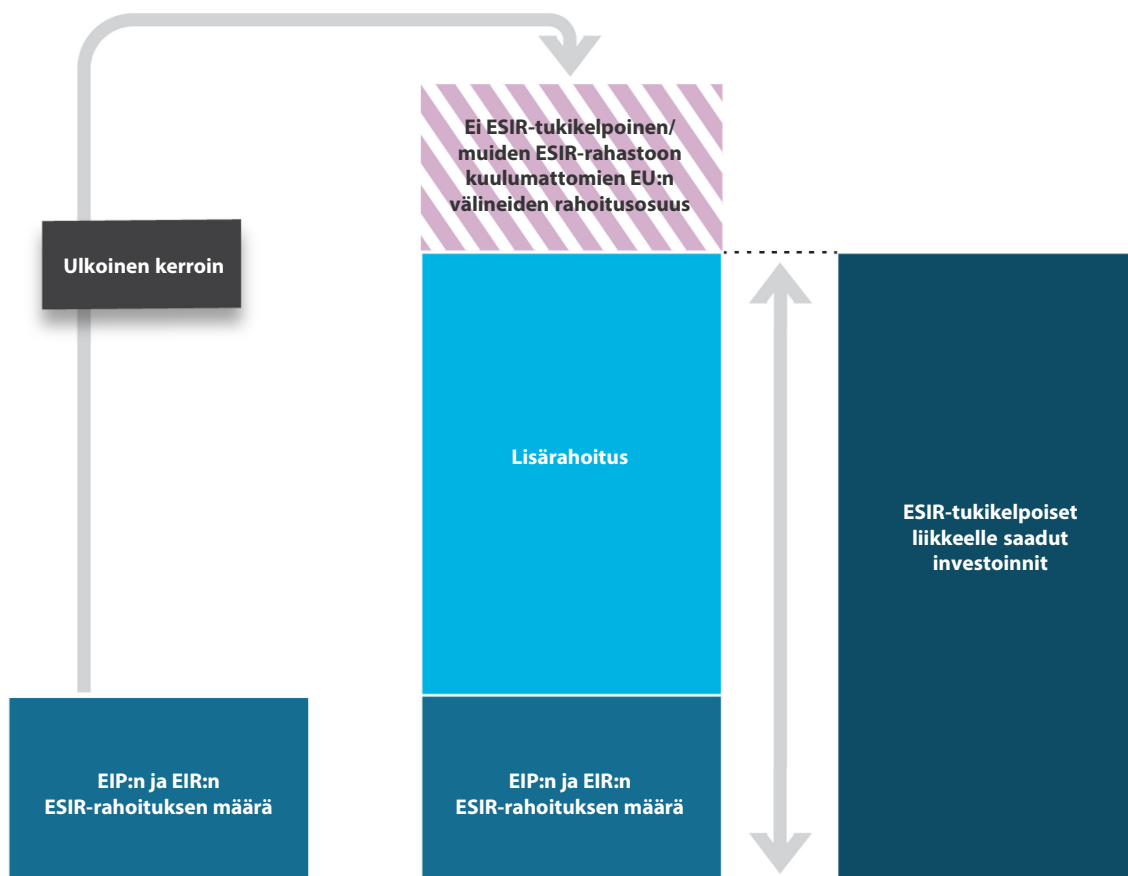 Ei ESIR-tukikelpoinen/
muiden ESIR-rahastoon
kuulumattomien EU:n
välineiden rahoitusosuus
Ulkoinen kerroin
Lisärahoitus
ESIR-tukikelpoiset
liikkeelle saadut
investoinnit
EIP:n ja EIR:n
ESIR-rahoituksen määrä
EIP:n ja EIR:n
ESIR-rahoituksen määrä